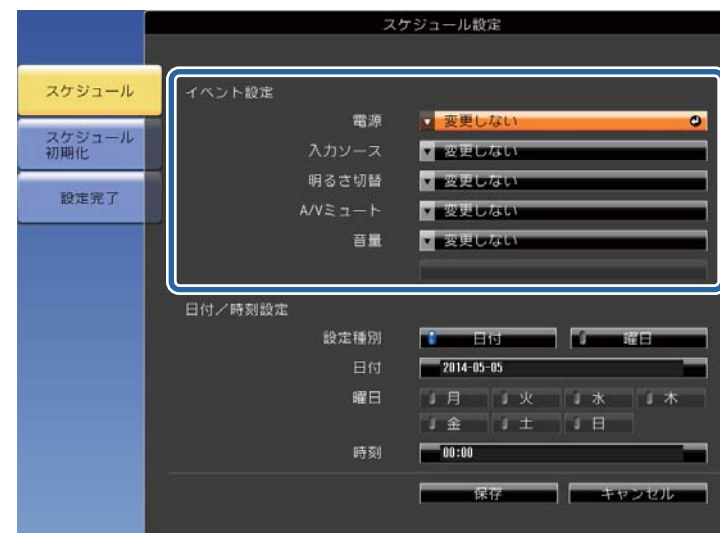 スケジュール設定
スケジュール
スケジュール
初期化
設定完了
イベント設定
電源 変更しない
入力ソース 変更しない
明るさ切替 変更しない
A/Vミュート 変更しない
音量 変更しない
日付／時刻設定
設定種別 日付 曜日
日付 2014-05-05
曜日 月 火 水 木
金 土 日
時刻 00:00
保存 キャンセル